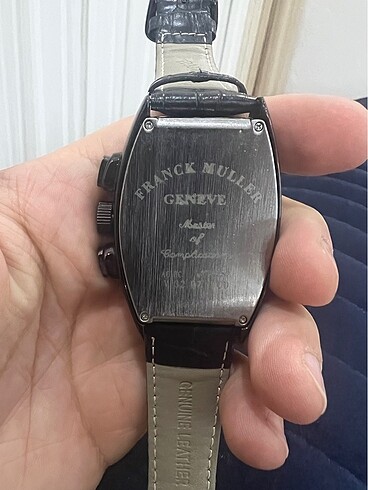 FRANCK MULLER
GENEVE
Master
of
Complications
GENUINE LEATHER